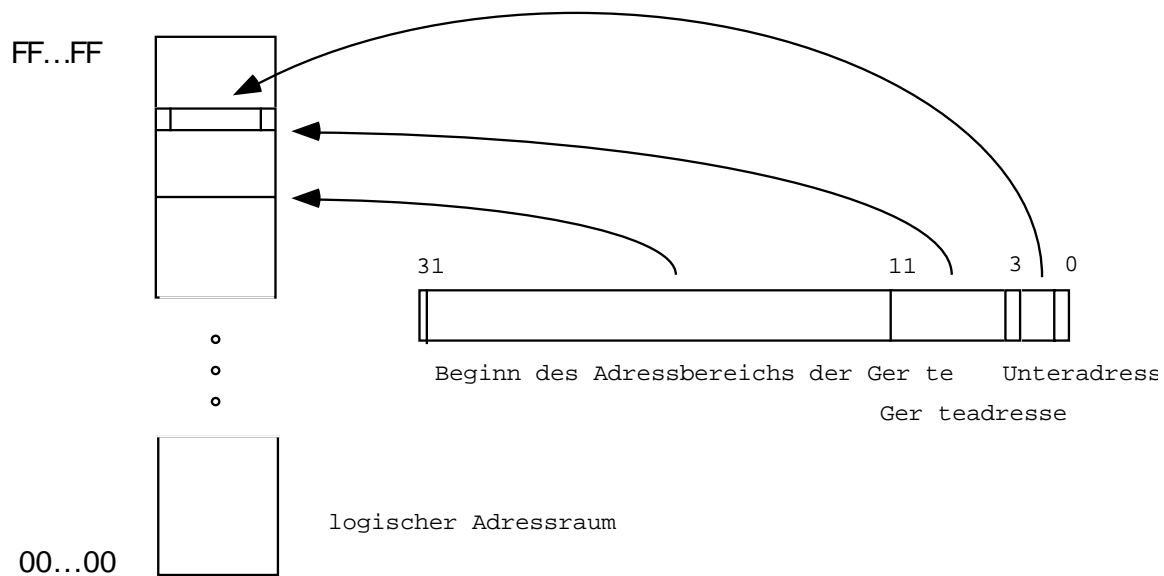 FF...FF
31 11 3 0
Beginn des Adressbereichs der Ger te Unteradress
Ger teadresse
logischer Adressraum
00...00